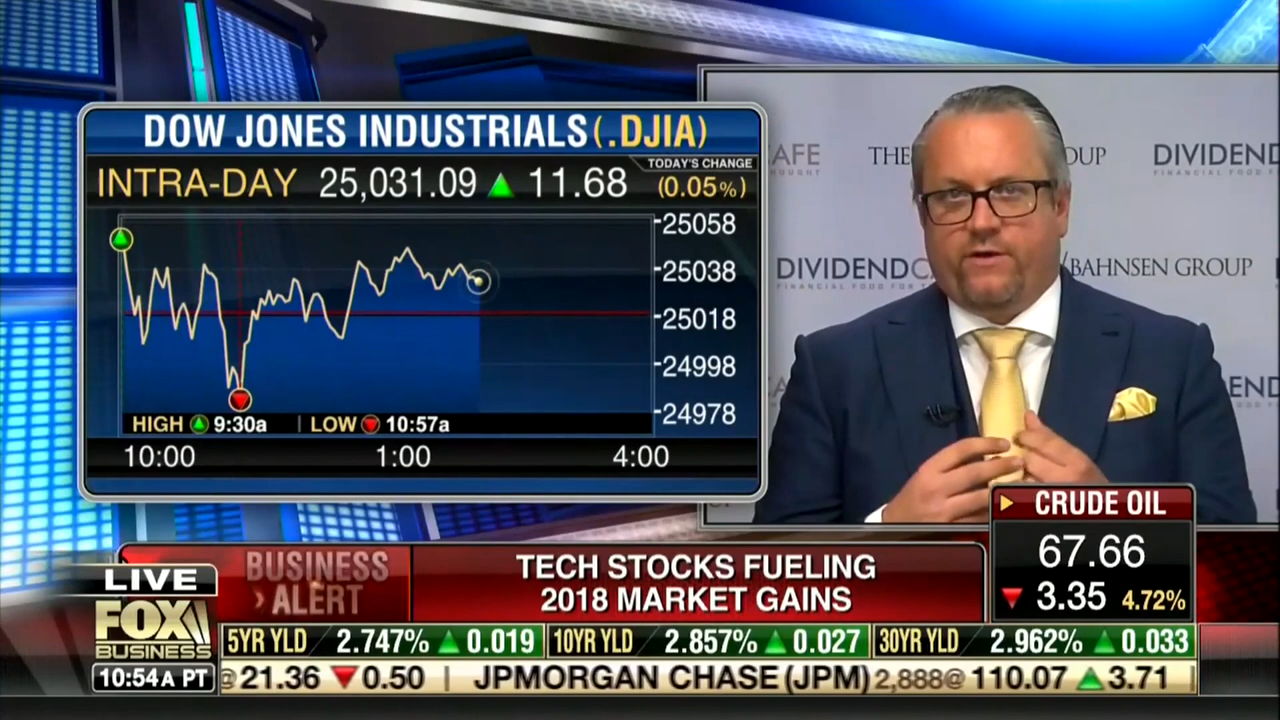 DOW JONES INDUSTRIALS (.DJIA)
TODAY'S CHANGE
INTRA-DAY 25,031.09 ▲ 11.68 (0.05%)
25058
25038
25018
24998
24978
HIGH ▲ 9:30a | LOW ▼ 10:57a
10:00 1:00 4:00
THE OUP DIVIDEND
FINANCIAL FOOD F
DIVIDENDC /BAHNSEN GROUP
FINANCIAL FOOD FOR T
END
CRUDE OIL
67.66
▼ 3.35 4.72%
LIVE
FOX
BUSINESS
10:54A PT
BUSINESS
› ALERT
TECH STOCKS FUELING
2018 MARKET GAINS
5YR YLD 2.747% ▲ 0.019 10YR YLD 2.857% ▲ 0.027 30YR YLD 2.962% ▲ 0.033
@ 21.36 ▼ 0.50 | JPMORGAN CHASE (JPM) 2,888@ 110.07 ▲ 3.71